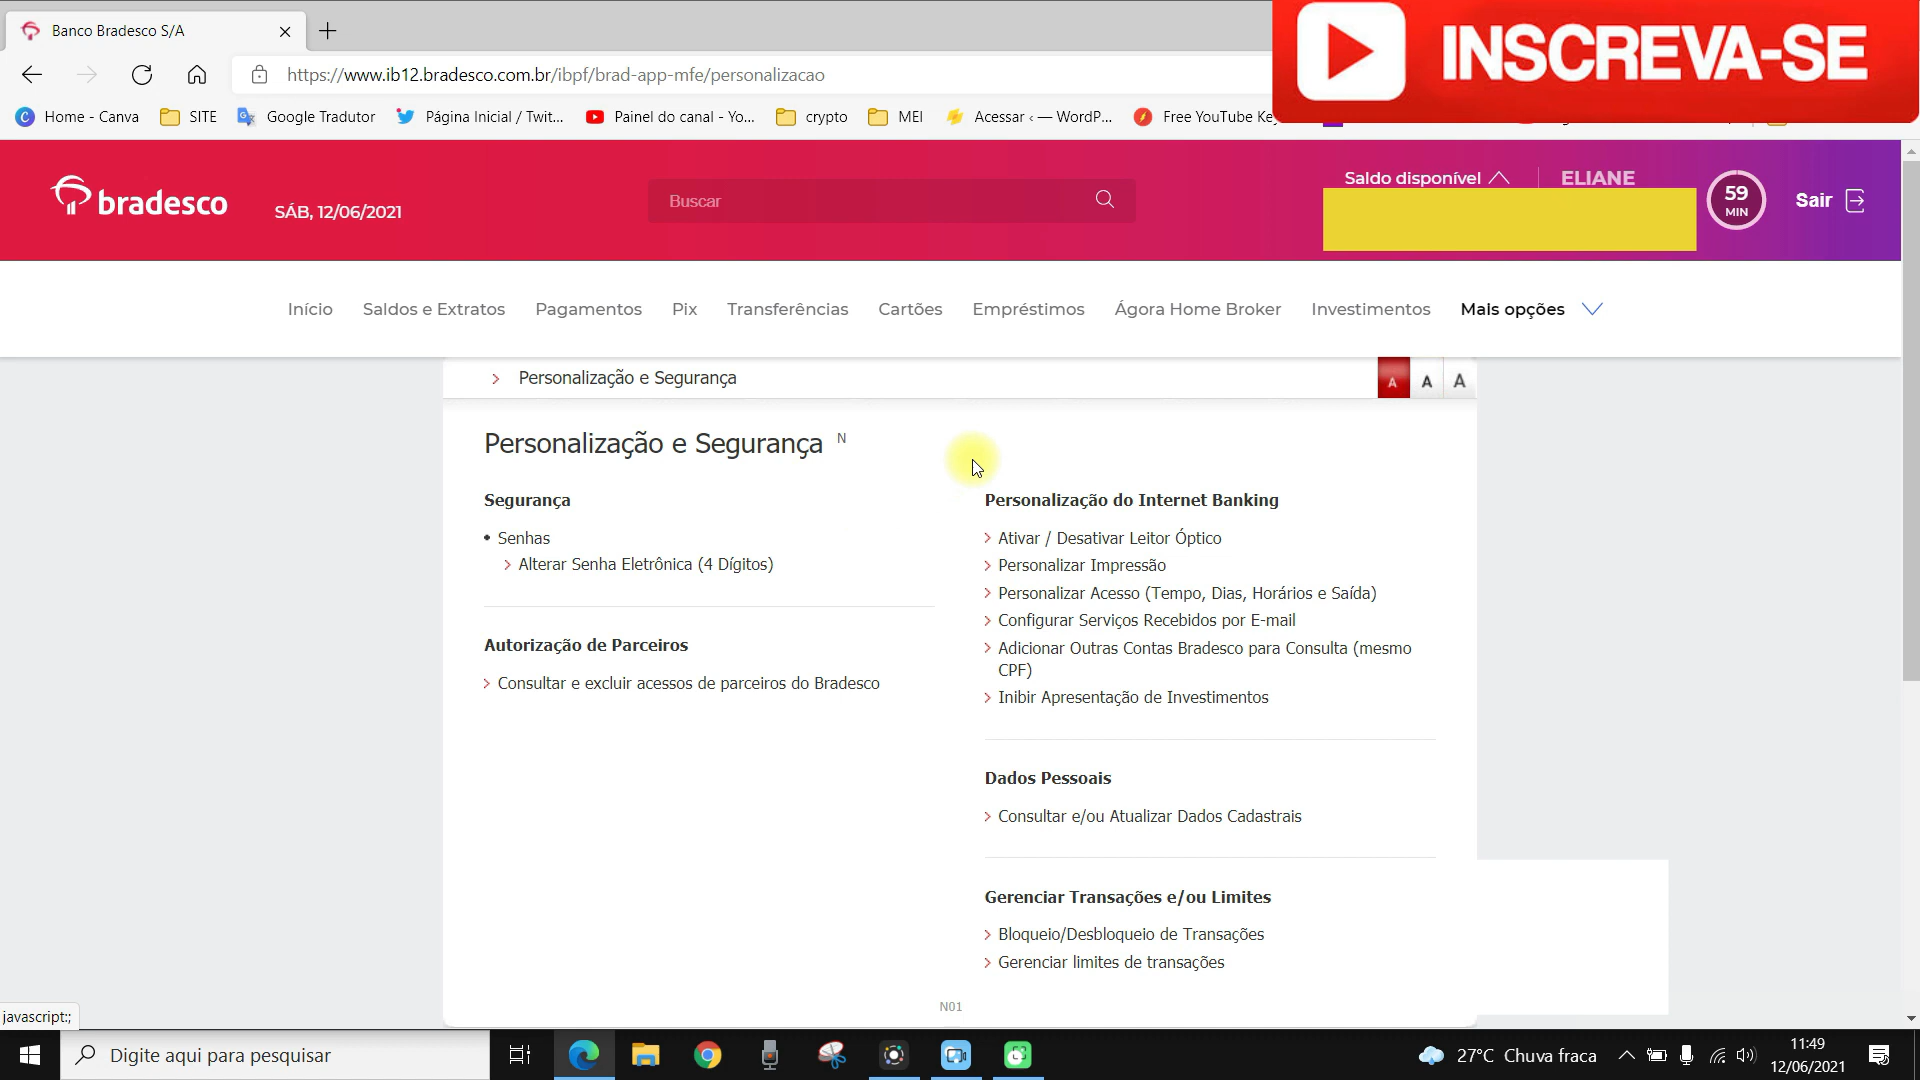 Banco Bradesco S/A
INSCREVA-SE
https://www.ib12.bradesco.com.br/ibpf/brad-app-mfe/personalizacao
Home - Canva
SITE
Google Tradutor
Página Inicial / Twit...
Painel do canal - Yo...
crypto
MEI
Acessar ‹ — WordP...
Free YouTube Ke
bradesco
SÁB, 12/06/2021
Buscar
Saldo disponível
ELIANE
59
MIN
Sair
Início
Saldos e Extratos
Pagamentos
Pix
Transferências
Cartões
Empréstimos
Ágora Home Broker
Investimentos
Mais opções
Personalização e Segurança
A A A
Personalização e Segurança N
Segurança
• Senhas
Alterar Senha Eletrônica (4 Dígitos)
Autorização de Parceiros
Consultar e excluir acessos de parceiros do Bradesco
Personalização do Internet Banking
Ativar / Desativar Leitor Óptico
Personalizar Impressão
Personalizar Acesso (Tempo, Dias, Horários e Saída)
Configurar Serviços Recebidos por E-mail
Adicionar Outras Contas Bradesco para Consulta (mesmo
CPF)
Inibir Apresentação de Investimentos
Dados Pessoais
Consultar e/ou Atualizar Dados Cadastrais
Gerenciar Transações e/ou Limites
Bloqueio/Desbloqueio de Transações
Gerenciar limites de transações
N01
javascript:;
Digite aqui para pesquisar
27°C Chuva fraca
11:49
12/06/2021